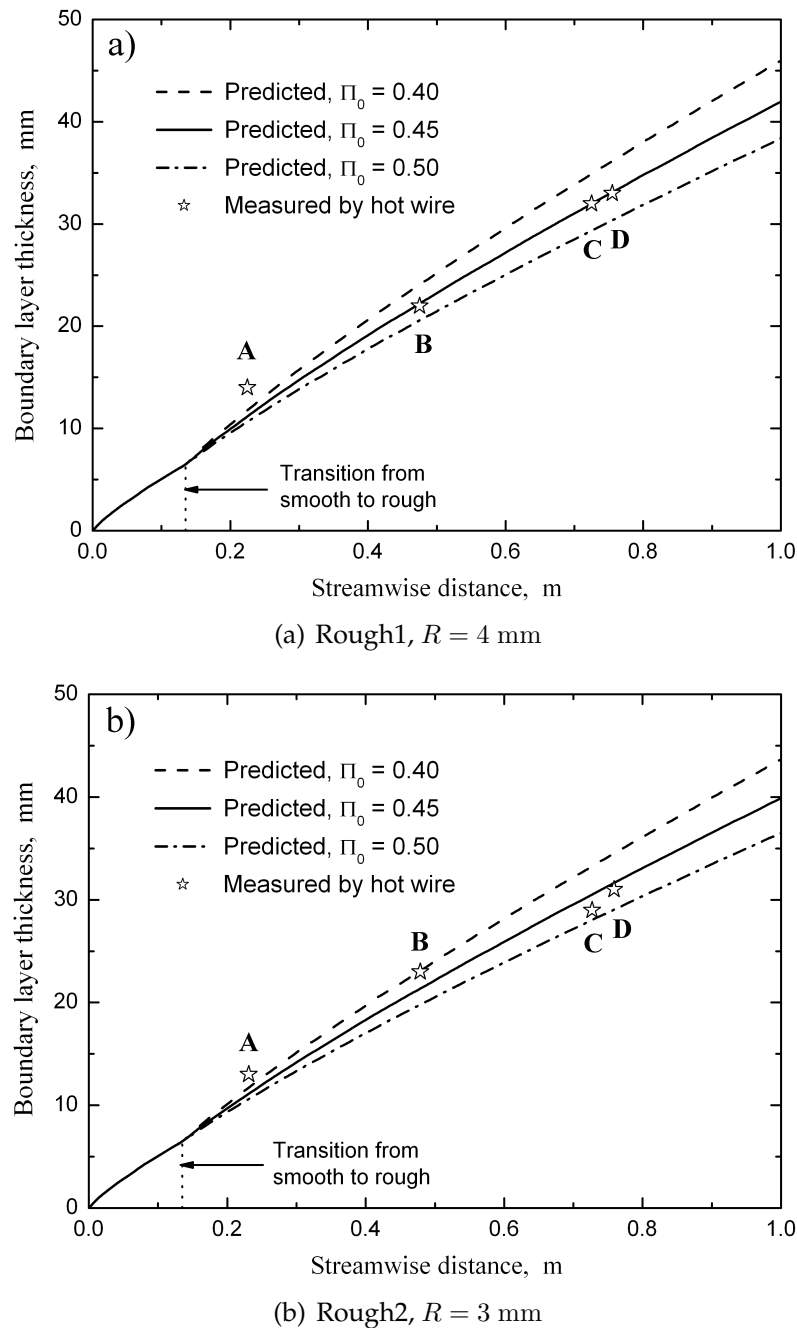 a)
50
40
30
20
10
0
Boundary layer thickness, mm
Predicted, Π₀ = 0.40
Predicted, Π₀ = 0.45
Predicted, Π₀ = 0.50
Measured by hot wire
A
B
C
D
Transition from
smooth to rough
0.0 0.2 0.4 0.6 0.8 1.0
Streamwise distance, m
(a) Rough1, R = 4 mm
b)
50
40
30
20
10
0
Boundary layer thickness, mm
Predicted, Π₀ = 0.40
Predicted, Π₀ = 0.45
Predicted, Π₀ = 0.50
Measured by hot wire
A
B
C
D
Transition from
smooth to rough
0.0 0.2 0.4 0.6 0.8 1.0
Streamwise distance, m
(b) Rough2, R = 3 mm